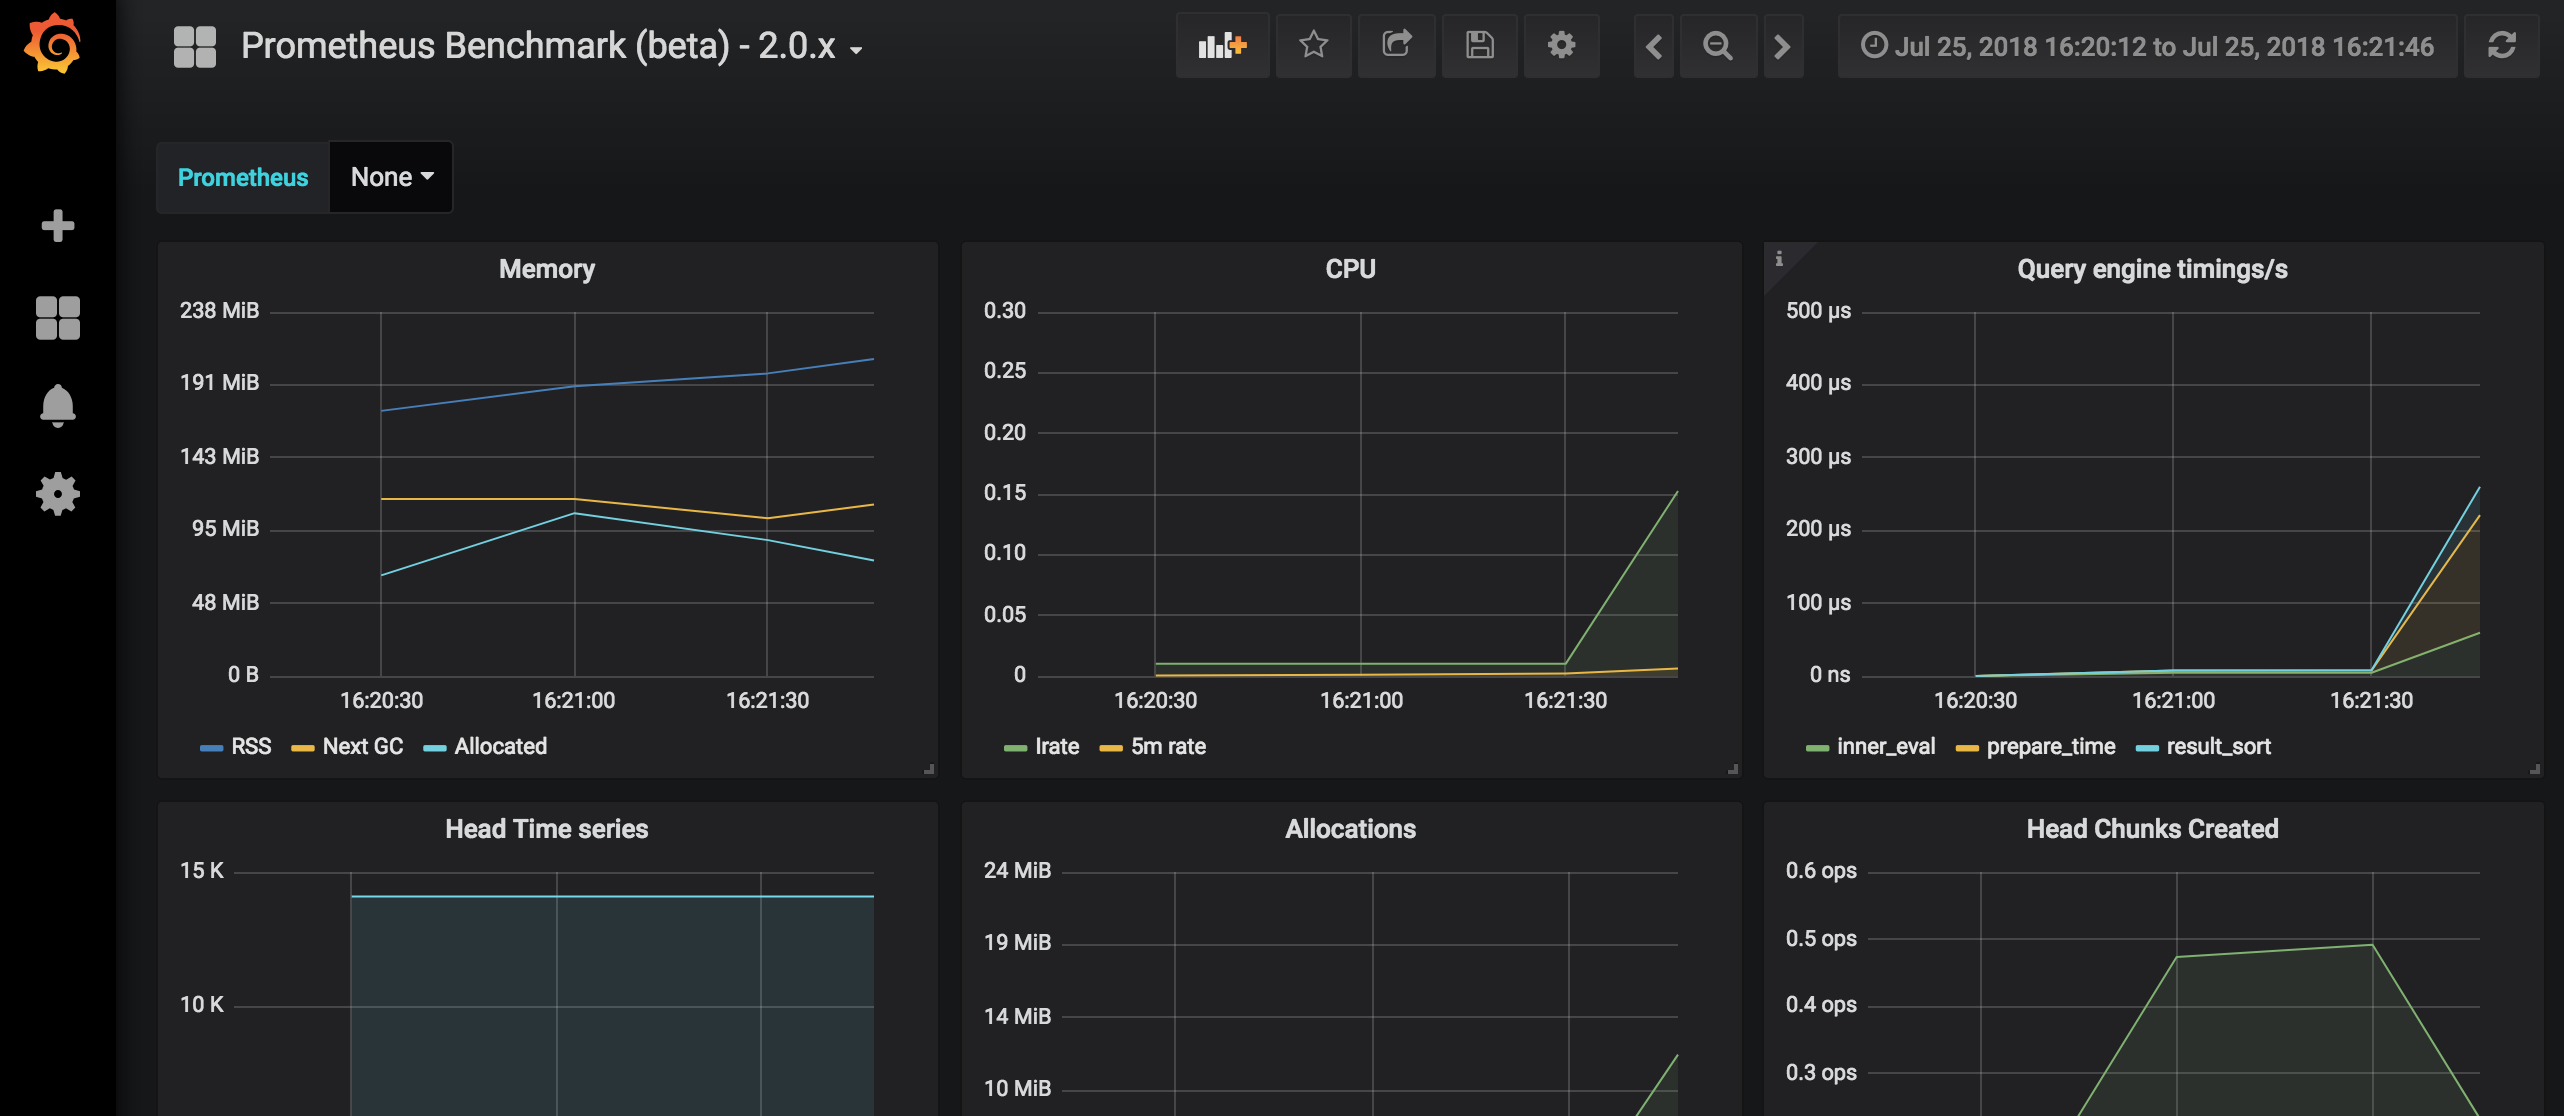 Prometheus Benchmark (beta) - 2.0.x
Jul 25, 2018 16:20:12 to Jul 25, 2018 16:21:46
Prometheus None
Memory
238 MiB
191 MiB
143 MiB
95 MiB
48 MiB
0 B
16:20:30 16:21:00 16:21:30
RSS Next GC Allocated
CPU
0.30
0.25
0.20
0.15
0.10
0.05
0
16:20:30 16:21:00 16:21:30
Irate 5m rate
i
Query engine timings/s
500 µs
400 µs
300 µs
200 µs
100 µs
0 ns
16:20:30 16:21:00 16:21:30
inner_eval prepare_time result_sort
Head Time series
15 K
10 K
Allocations
24 MiB
19 MiB
14 MiB
10 MiB
Head Chunks Created
0.6 ops
0.5 ops
0.4 ops
0.3 ops